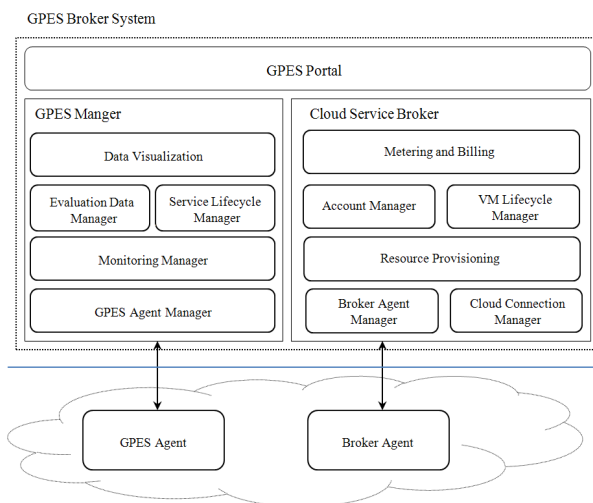 GPES Broker System
GPES Portal
GPES Manger
Data Visualization
Evaluation Data
Manager
Service Lifecycle
Manager
Monitoring Manager
GPES Agent Manager
Cloud Service Broker
Metering and Billing
Account Manager
VM Lifecycle
Manager
Resource Provisioning
Broker Agent
Manager
Cloud Connection
Manager
GPES Agent
Broker Agent